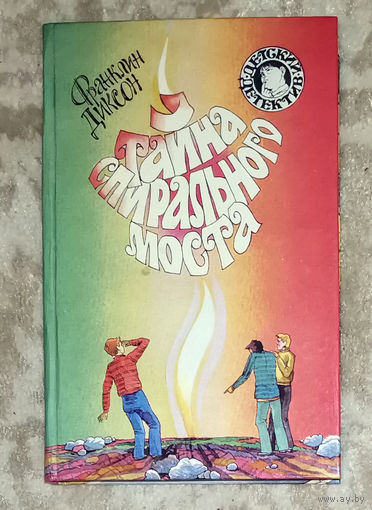 Франклин
ДИКСОН
ДЕТСКИЙ
ДЕТЕКТИВ
ТАЙНА
СПИРАЛЬНОГО
МОСТА
www.ay.by